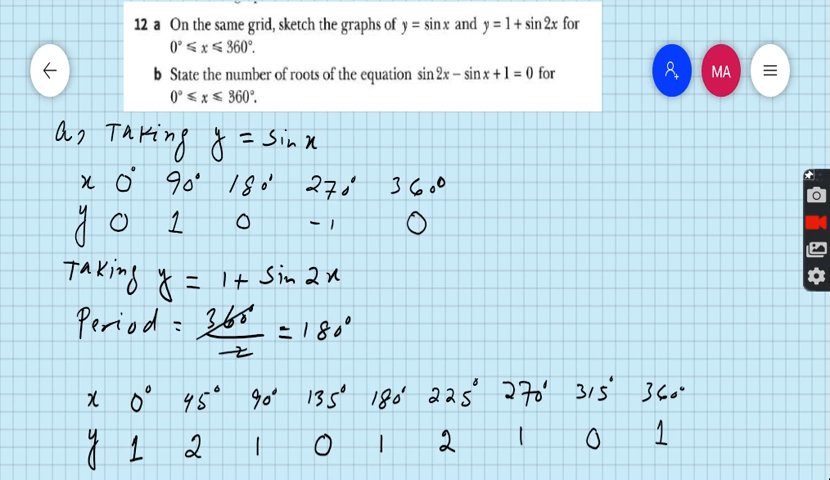 12 a On the same grid, sketch the graphs of y = sin x and y = 1 + sin 2x for
0° ⩽ x ⩽ 360°.
b State the number of roots of the equation sin 2x − sin x + 1 = 0 for
0° ⩽ x ⩽ 360°.
MA
a, Taking y = sin x
x 0° 90° 180° 270° 360
y 0 1 0 -1 0
Taking y = 1 + sin 2x
Period = 360°/2 = 180°
x 0° 45° 90° 135° 180° 225° 270° 315° 360°
y 1 2 1 0 1 2 1 0 1